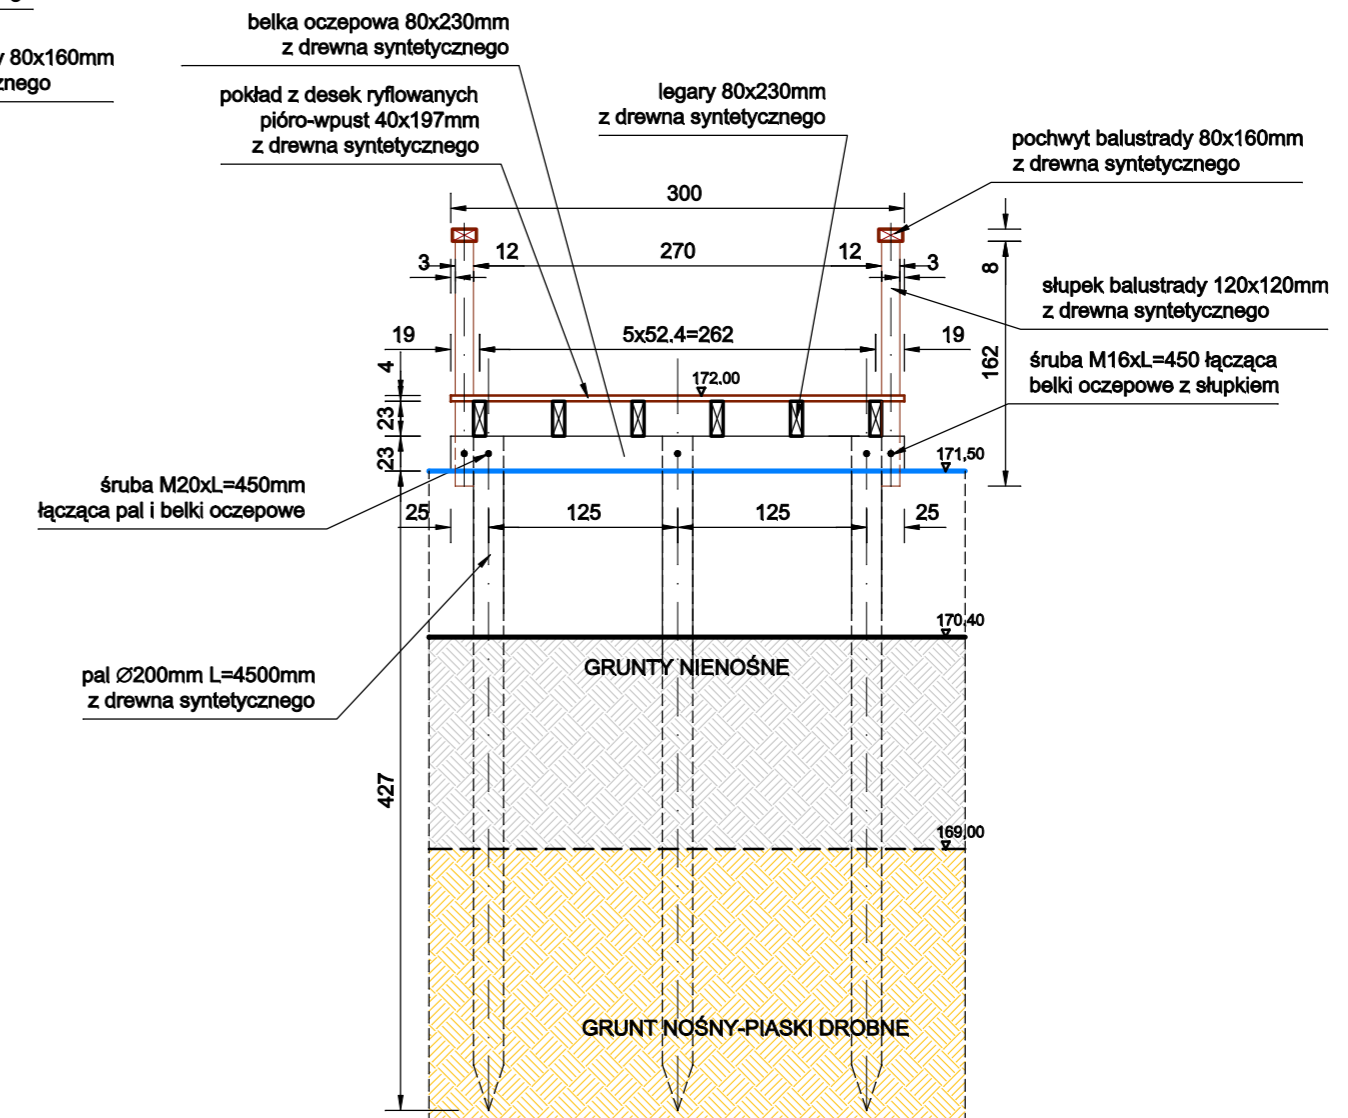 belka oczepowa 80x230mm
z drewna syntetycznego
y 80x160mm
znego
pokład z desek ryflowanych
pióro-wpust 40x197mm
z drewna syntetycznego
legary 80x230mm
z drewna syntetycznego
pochwyt balustrady 80x160mm
z drewna syntetycznego
300
3
12
270
12
3
8
słupek balustrady 120x120mm
z drewna syntetycznego
19
5x52,4=262
19
162
śruba M16xL=450 łącząca
belki oczepowe z słupkiem
4
172,00
23
23
171,50
śruba M20xL=450mm
łącząca pal i belki oczepowe
25
125
125
25
170,40
GRUNTY NIENOŚNE
pal Ø200mm L=4500mm
z drewna syntetycznego
427
169,00
GRUNT NOŚNY-PIASKI DROBNE